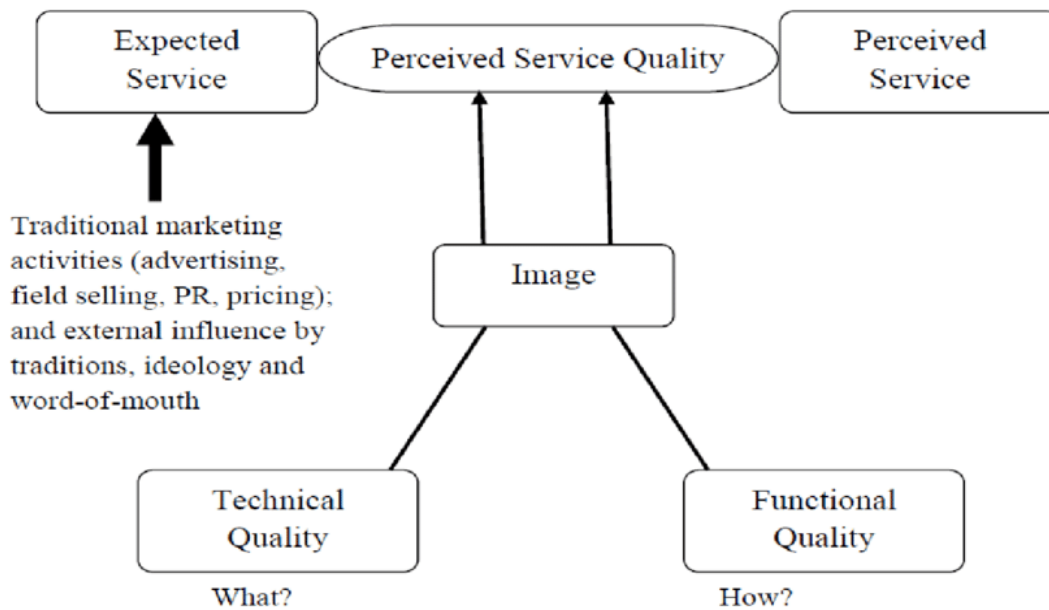 Expected
Service
Perceived Service Quality
Perceived
Service
Traditional marketing
activities (advertising,
field selling, PR, pricing);
and external influence by
traditions, ideology and
word-of-mouth
Image
Technical
Quality
Functional
Quality
What?
How?